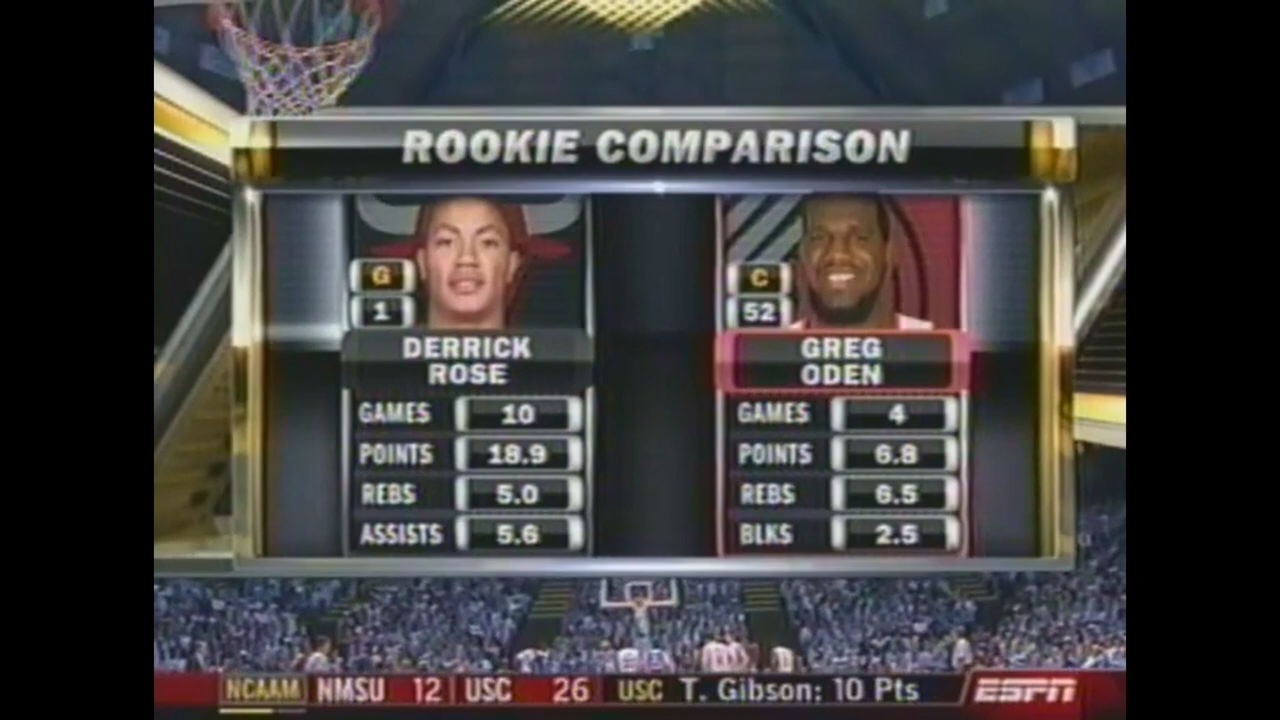 ROOKIE COMPARISON
G
1
DERRICK
ROSE
GAMES 10
POINTS 18.9
REBS 5.0
ASSISTS 5.6
C
52
GREG
ODEN
GAMES 4
POINTS 6.8
REBS 6.5
BLKS 2.5
NCAAM NMSU 12 USC 26 USC T. Gibson: 10 Pts ESPN